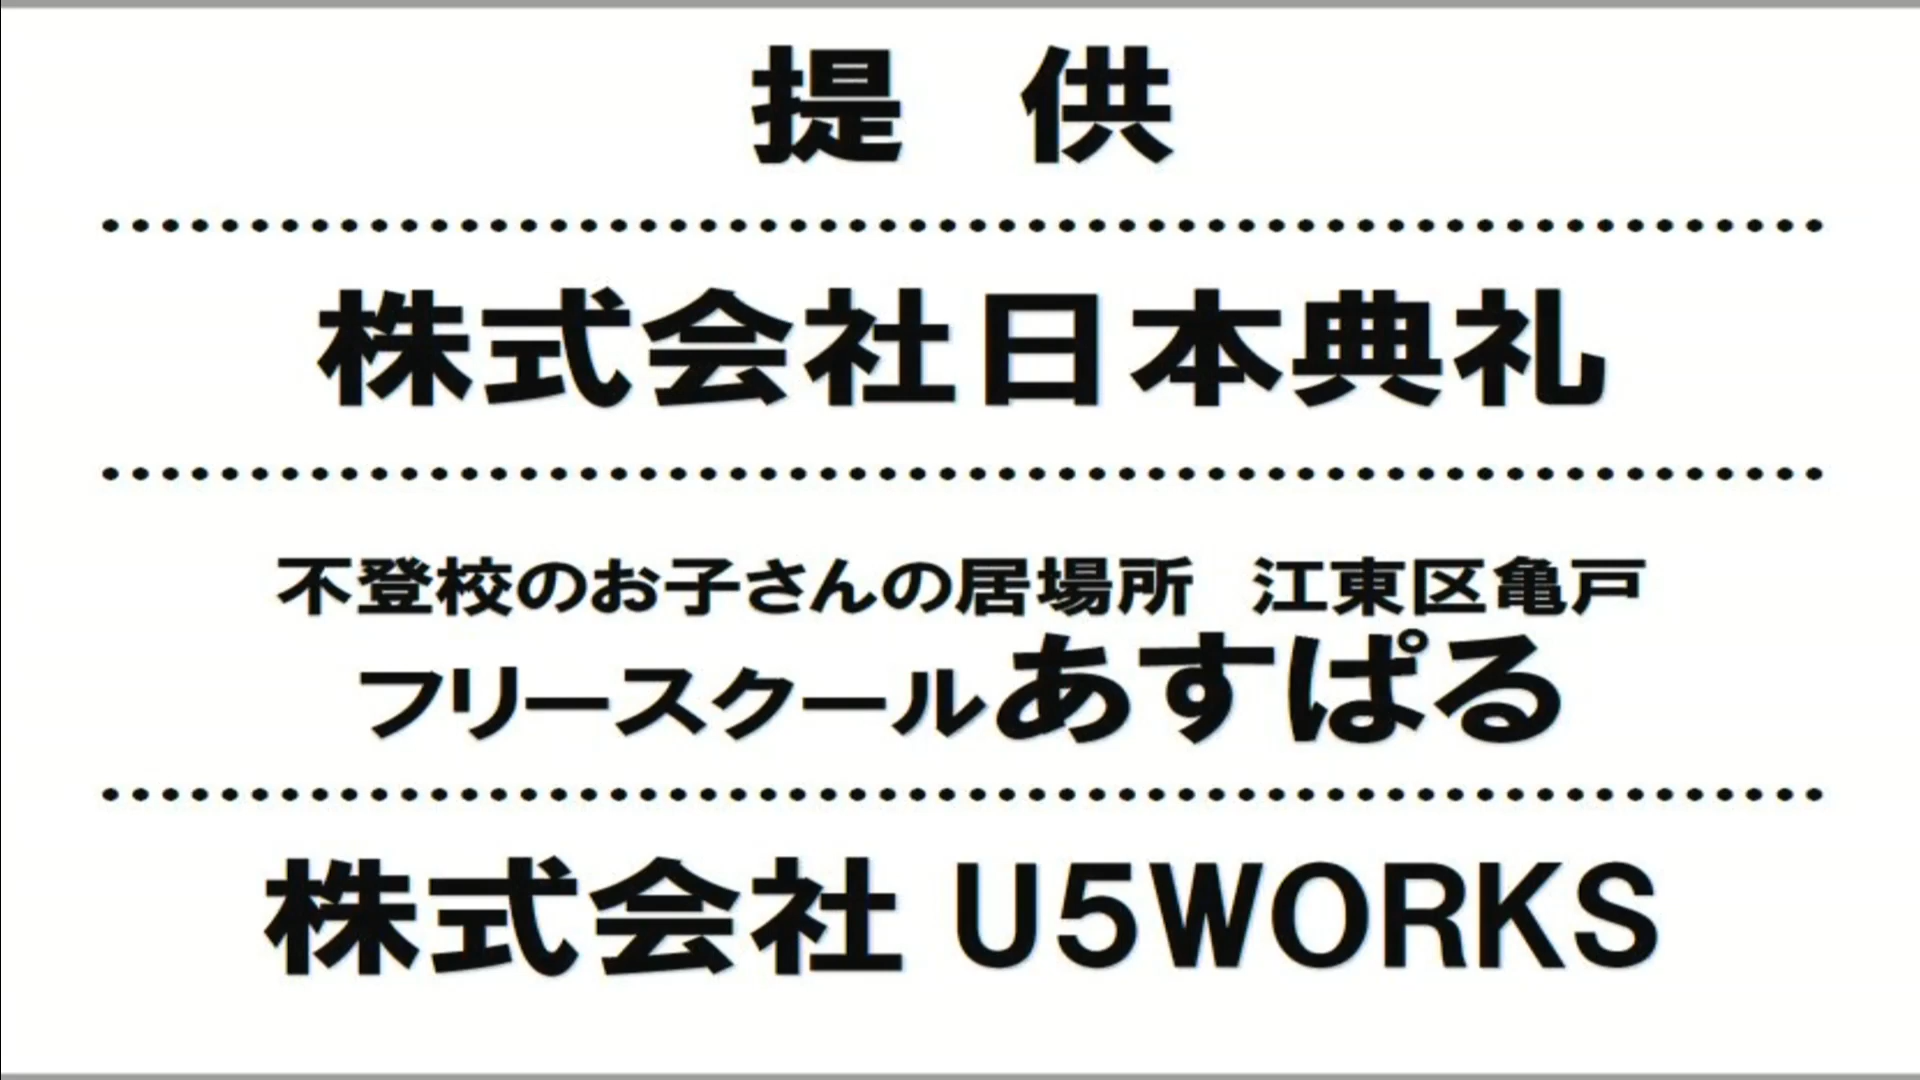 提　供
株式会社日本典礼
不登校のお子さんの居場所　江東区亀戸
フリースクールあすぱる
株式会社 U5WORKS